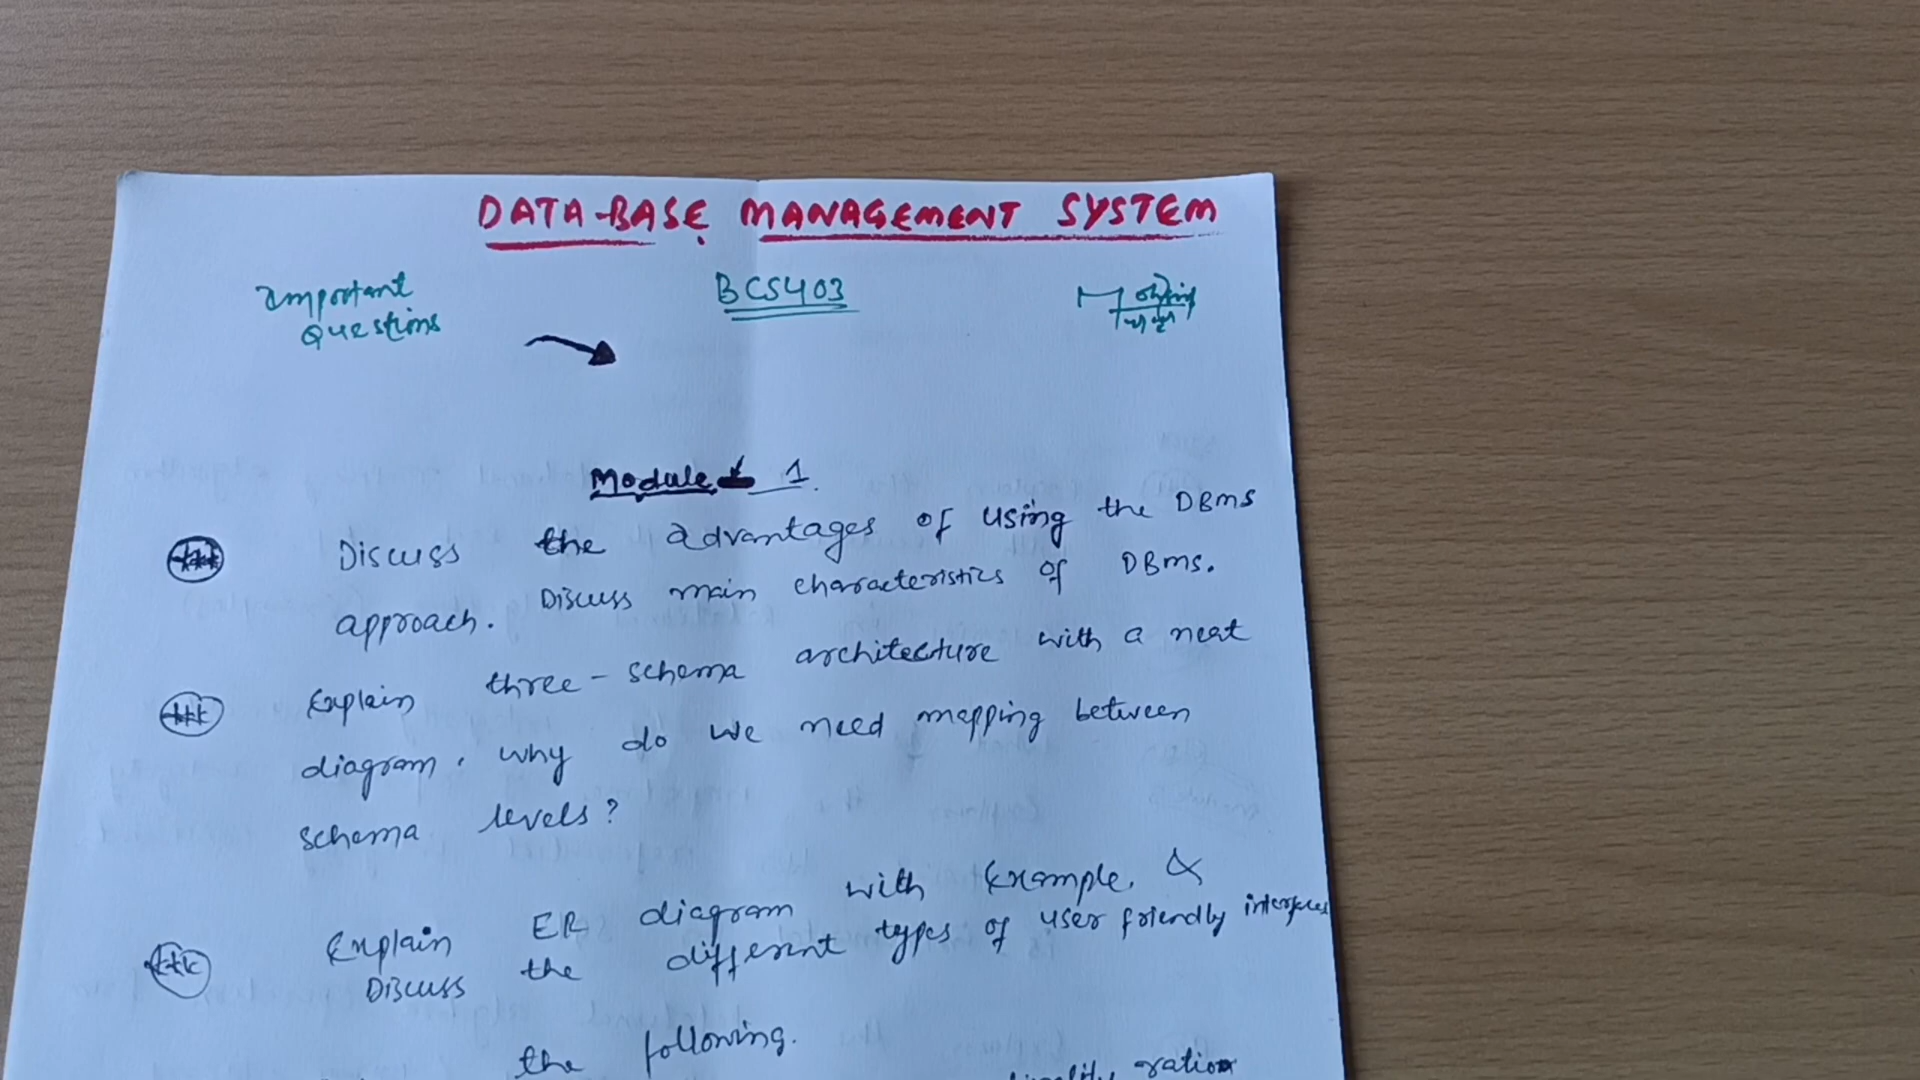 DATA-BASE MANAGEMENT SYSTEM
Important
Questions
BCS403
Module 1.
Discuss the advantages of using the DBMS
approach. Discuss main characteristics of DBMS.
Explain three-schema architecture with a neat
diagram. why do we need mapping between
schema levels?
Explain ER diagram with Example, &
Discuss the different types of user friendly interfaces
the following.
ration